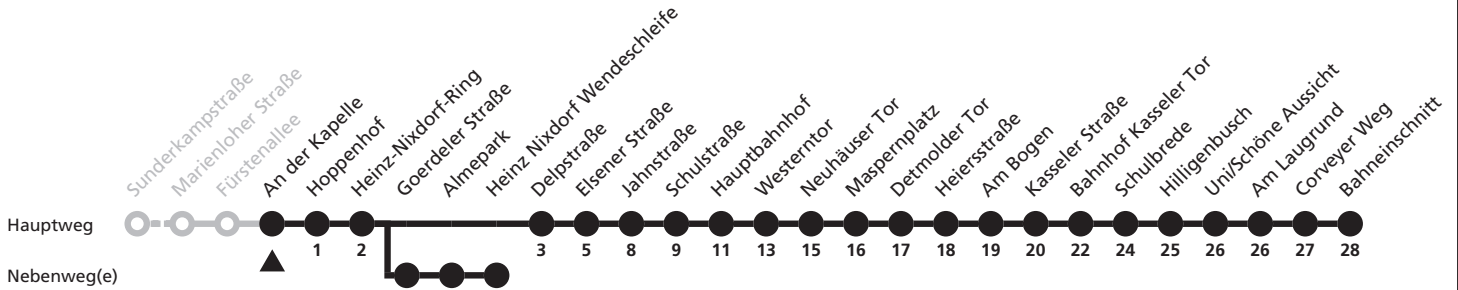 Sunderkampstraße
Marienloher Straße
Fürstenallee
An der Kapelle
Hoppenhof
Heinz-Nixdorf-Ring
Goerdeler Straße
Almepark
Heinz Nixdorf Wendeschleife
Delpstraße
Elsener Straße
Jahnstraße
Schulstraße
Hauptbahnhof
Westerntor
Neuhäuser Tor
Maspernplatz
Detmolder Tor
Heiersstraße
Am Bogen
Kasseler Straße
Bahnhof Kasseler Tor
Schulbrede
Hilligenbusch
Uni/Schöne Aussicht
Am Laugrund
Corveyer Weg
Bahneinschnitt
Hauptweg
1 2 3 5 8 9 11 13 15 16 17 18 19 20 22 24 25 26 26 27 28
Nebenweg(e)